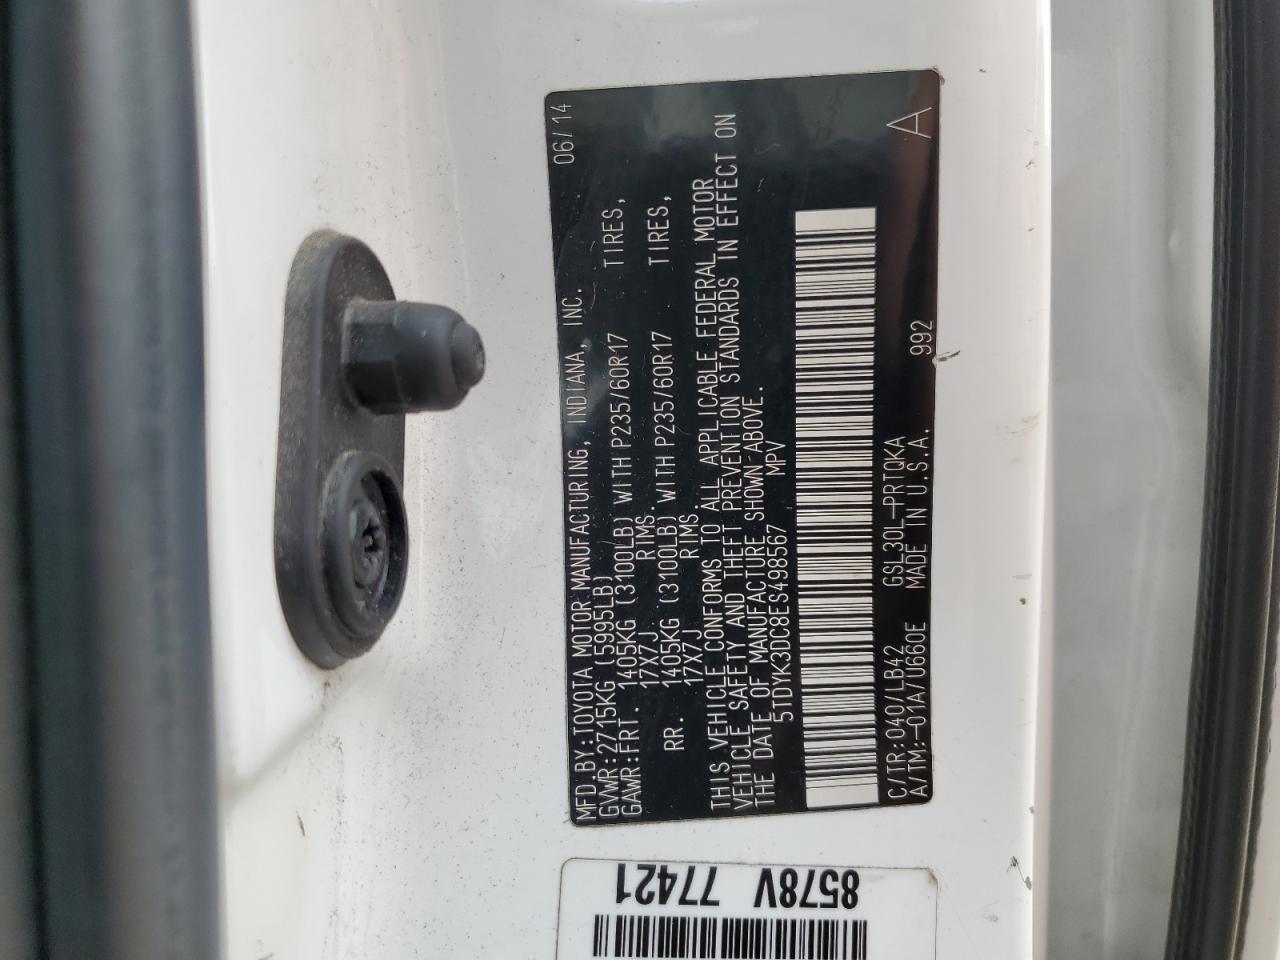 MFD.BY:TOYOTA MOTOR MANUFACTURING, INDIANA, INC. 06/14
GVWR:2715KG (5995LB)
GAWR:FRT. 1405KG (3100LB) WITH P235/60R17 TIRES,
17X7J RIMS.
RR. 1405KG (3100LB) WITH P235/60R17 TIRES,
17X7J RIMS.
THIS VEHICLE CONFORMS TO ALL APPLICABLE FEDERAL MOTOR
VEHICLE SAFETY AND THEFT PREVENTION STANDARDS IN EFFECT ON
THE DATE OF MANUFACTURE SHOWN ABOVE.
5TDYK3DC8ES498567 MPV
C/TR:040/LB42 GSL30L-PRTQKA A
A/TM:-01A/U660E MADE IN U.S.A. 992
8578V 77421